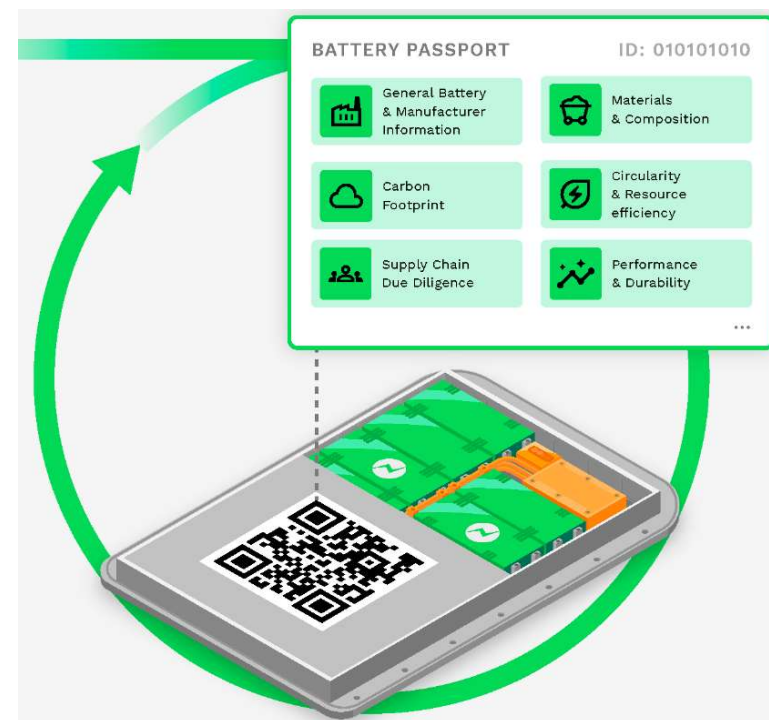 BATTERY PASSPORT
ID: 010101010
General Battery
& Manufacturer
Information
Materials
& Composition
Carbon
Footprint
Circularity
& Resource
efficiency
Supply Chain
Due Diligence
Performance
& Durability
...